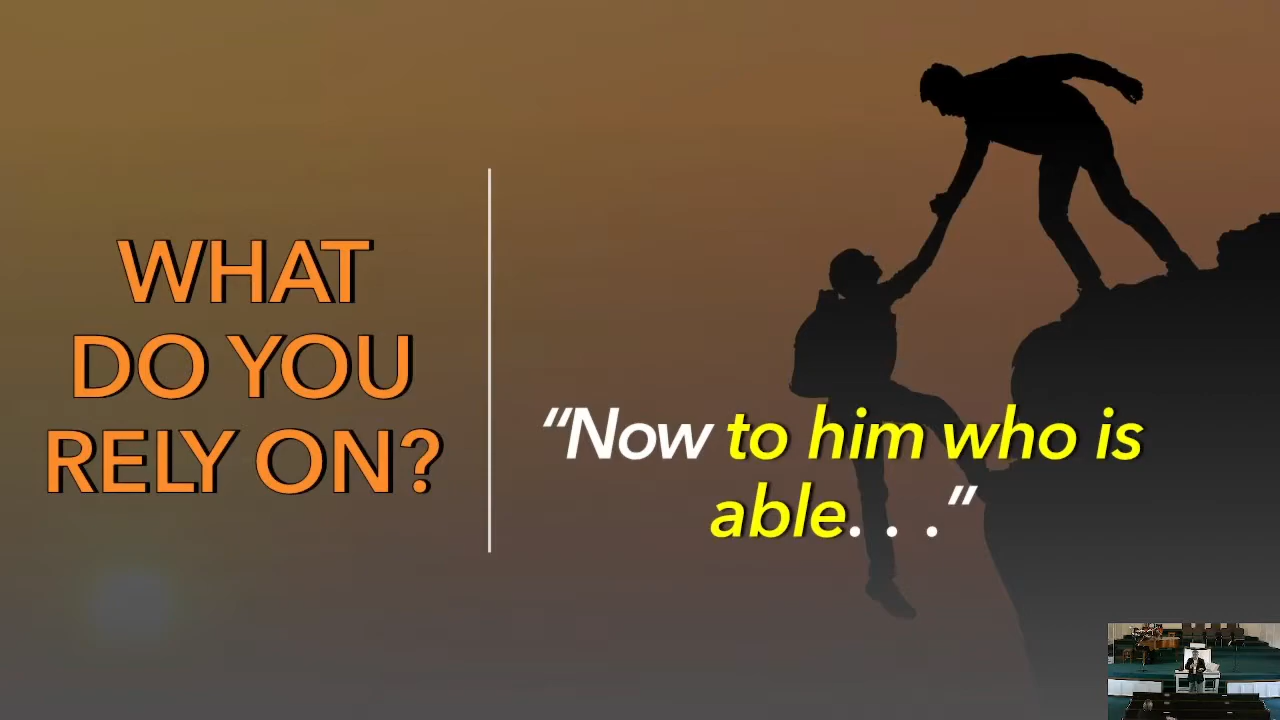 WHAT
DO YOU
RELY ON?
“Now to him who is
able. . .”